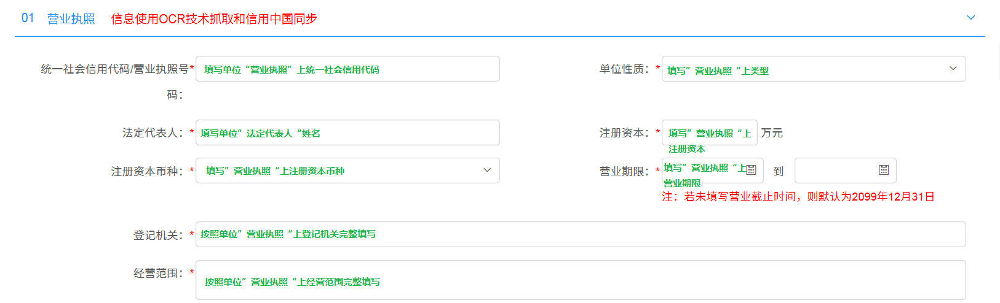 01 营业执照 信息使用OCR技术抓取和信用中国同步
统一社会信用代码/营业执照号码：* 填写单位“营业执照”上统一社会信用代码
单位性质：* 填写”营业执照“上类型
法定代表人：* 填写单位”法定代表人“姓名
注册资本：* 填写”营业执照“上注册资本 万元
注册资本币种：* 填写”营业执照“上注册资本币种
营业期限：* 填写”营业执照“上营业期限 到
注：若未填写营业截止时间，则默认为2099年12月31日
登记机关：* 按照单位”营业执照“上登记机关完整填写
经营范围：* 按照单位”营业执照“上经营范围完整填写